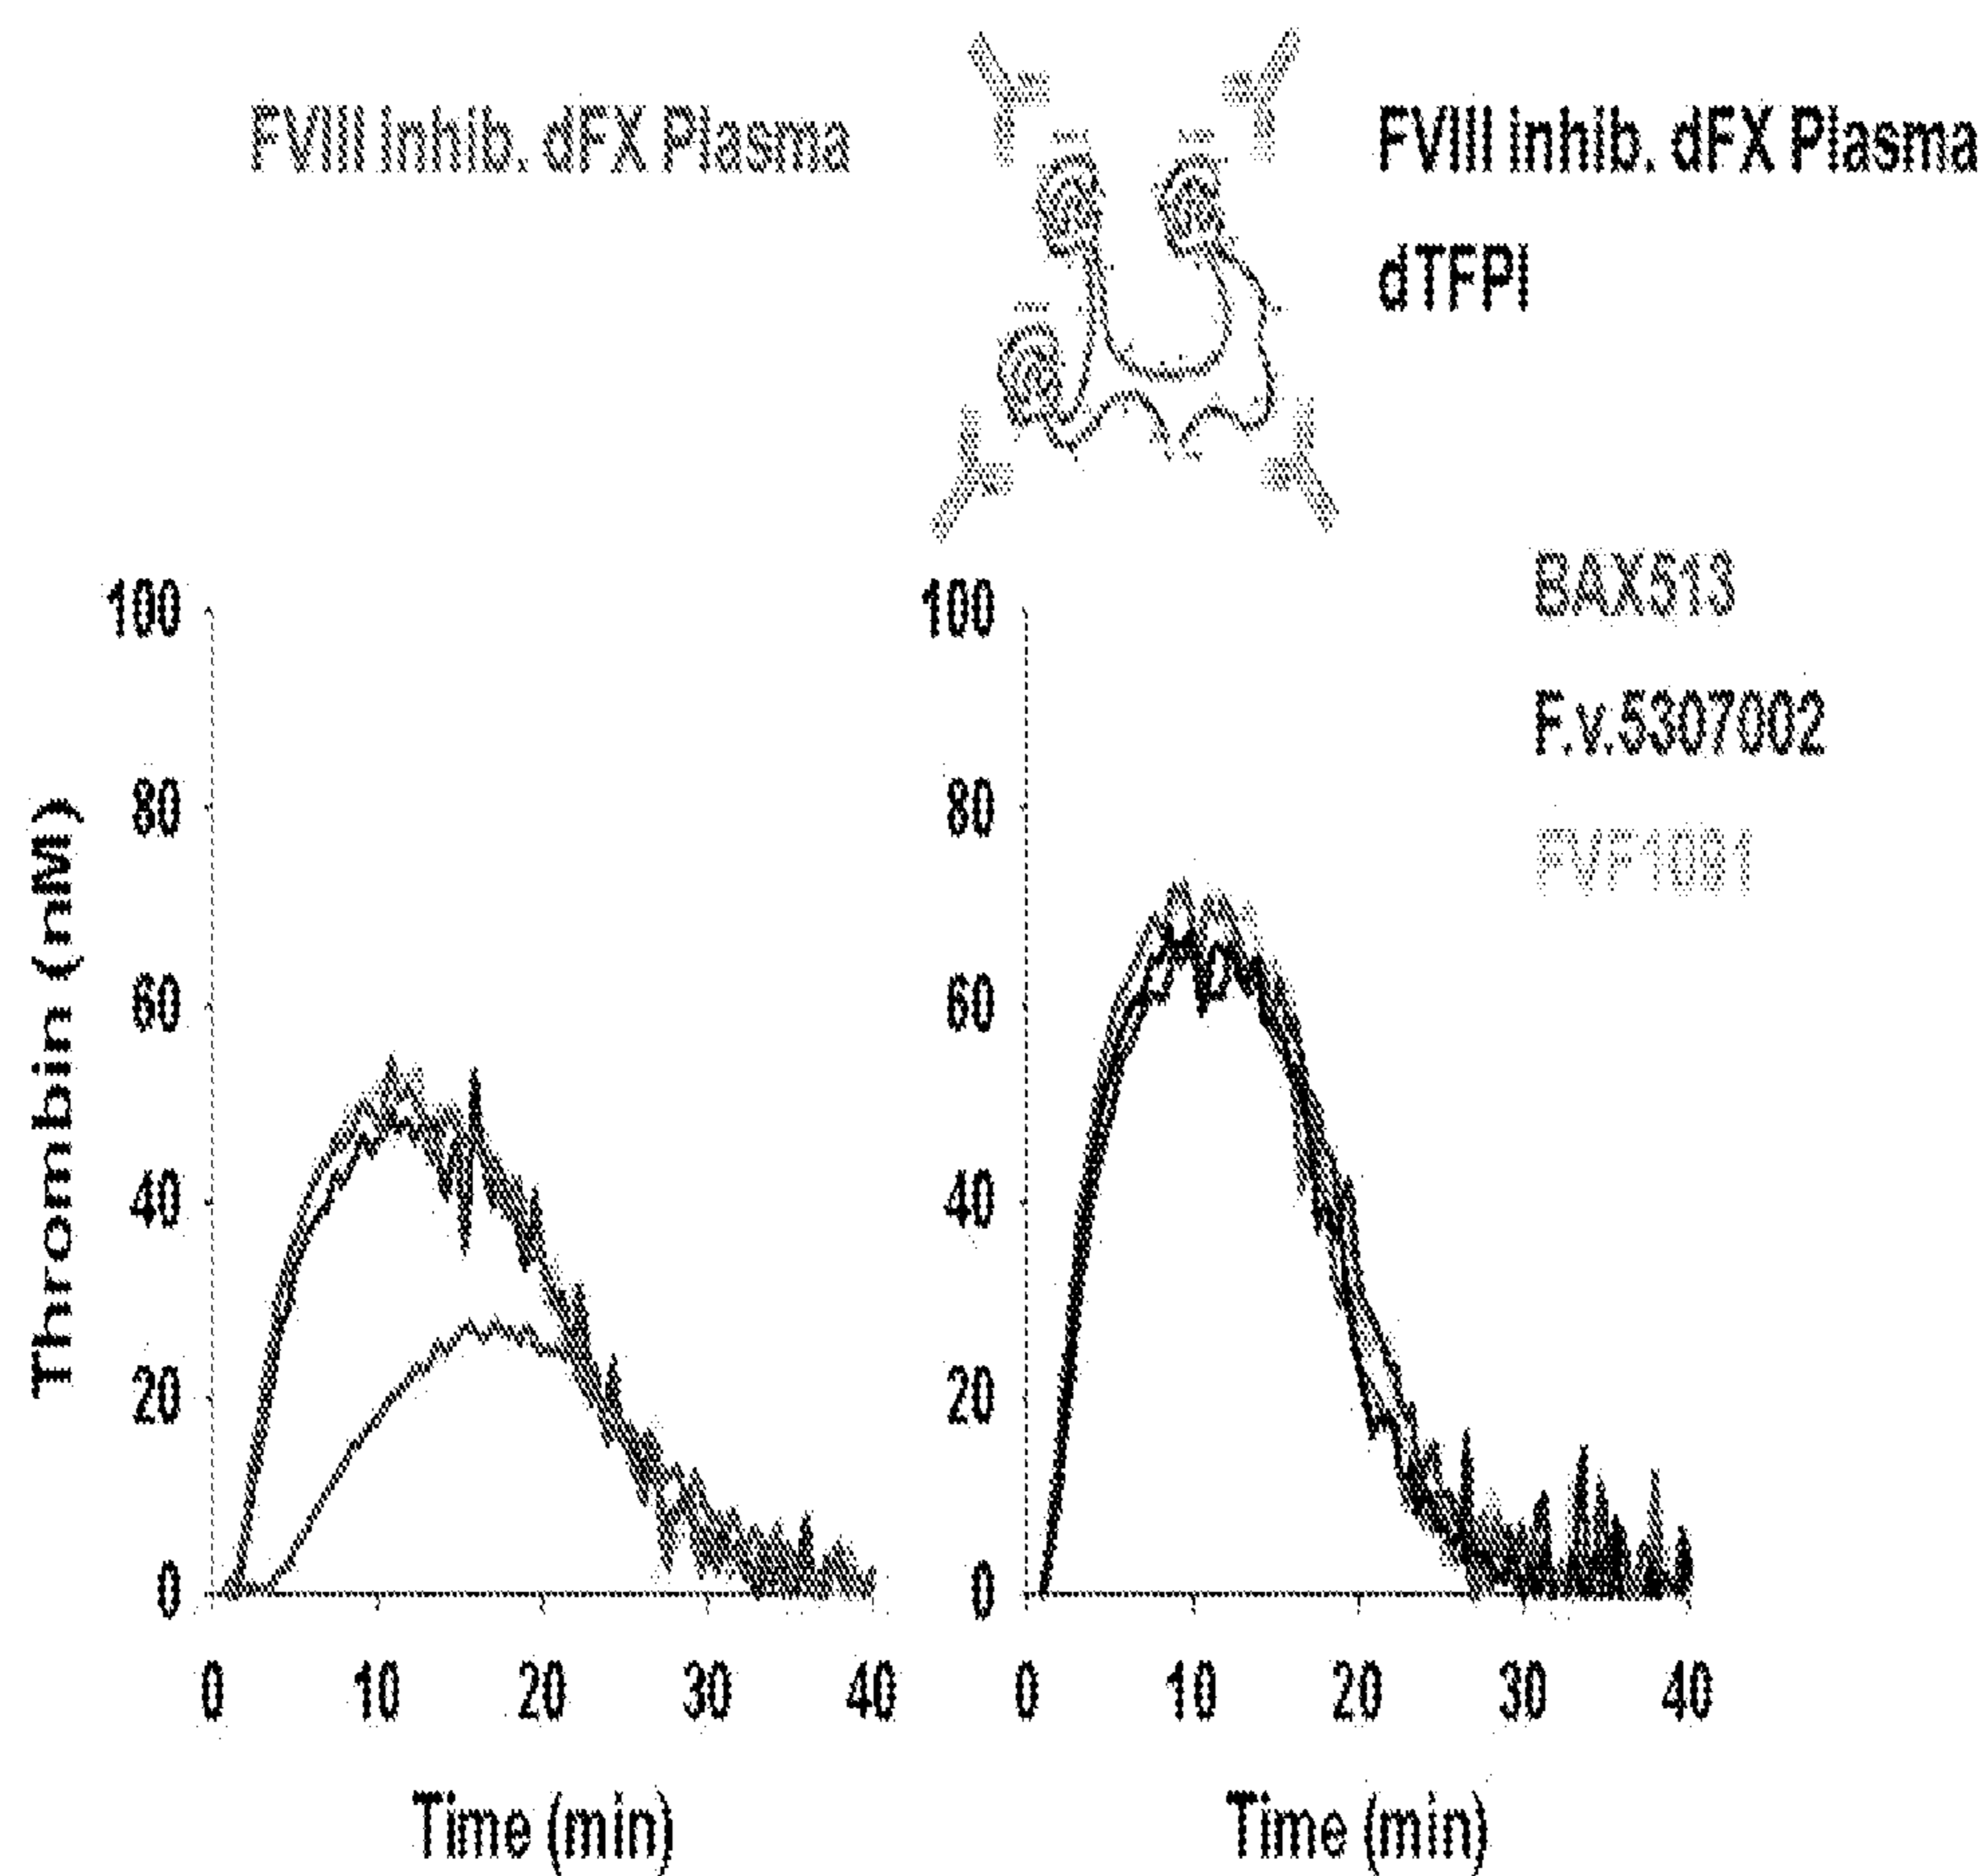 FVIII inhib. dFX Plasma
FVIII inhib. dFX Plasma
dTFPI
BAX513
F.v.5307002
FVF1091
Thrombin (nM)
100
80
60
40
20
0
0 10 20 30 40
Time (min)
100
80
60
40
20
0
0 10 20 30 40
Time (min)